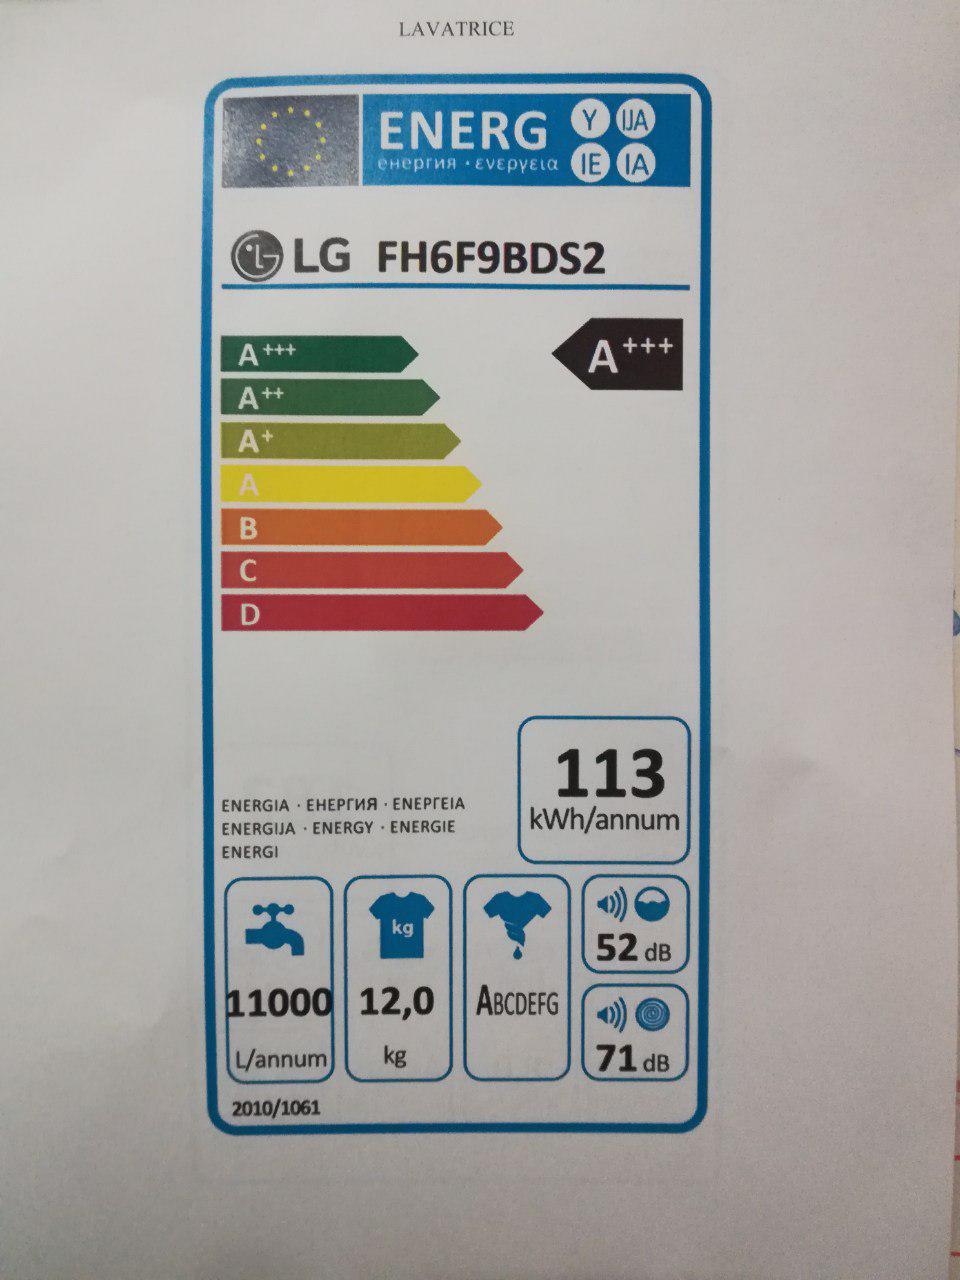 LAVATRICE
ENERG
енергия · ενεργεια
Y IJA
IE IA
LG FH6F9BDS2
A+++
A+++
A++
A+
A
B
C
D
113
kWh/annum
ENERGIA · ЕНЕРГИЯ · ΕΝΕΡΓΕΙΑ
ENERGIJA · ENERGY · ENERGIE
ENERGI
11000
L/annum
kg
12,0
kg
ABCDEFG
52 dB
71 dB
2010/1061